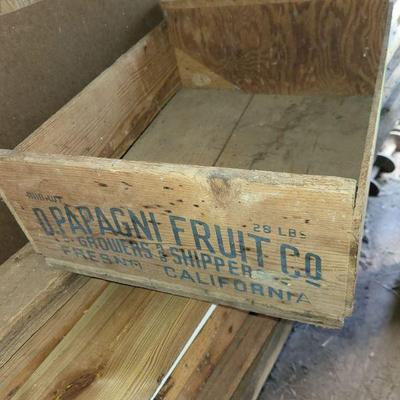 28 LBS
D. PAPAGNI FRUIT CO
GROWERS & SHIPPERS
FRESNO CALIFORNIA